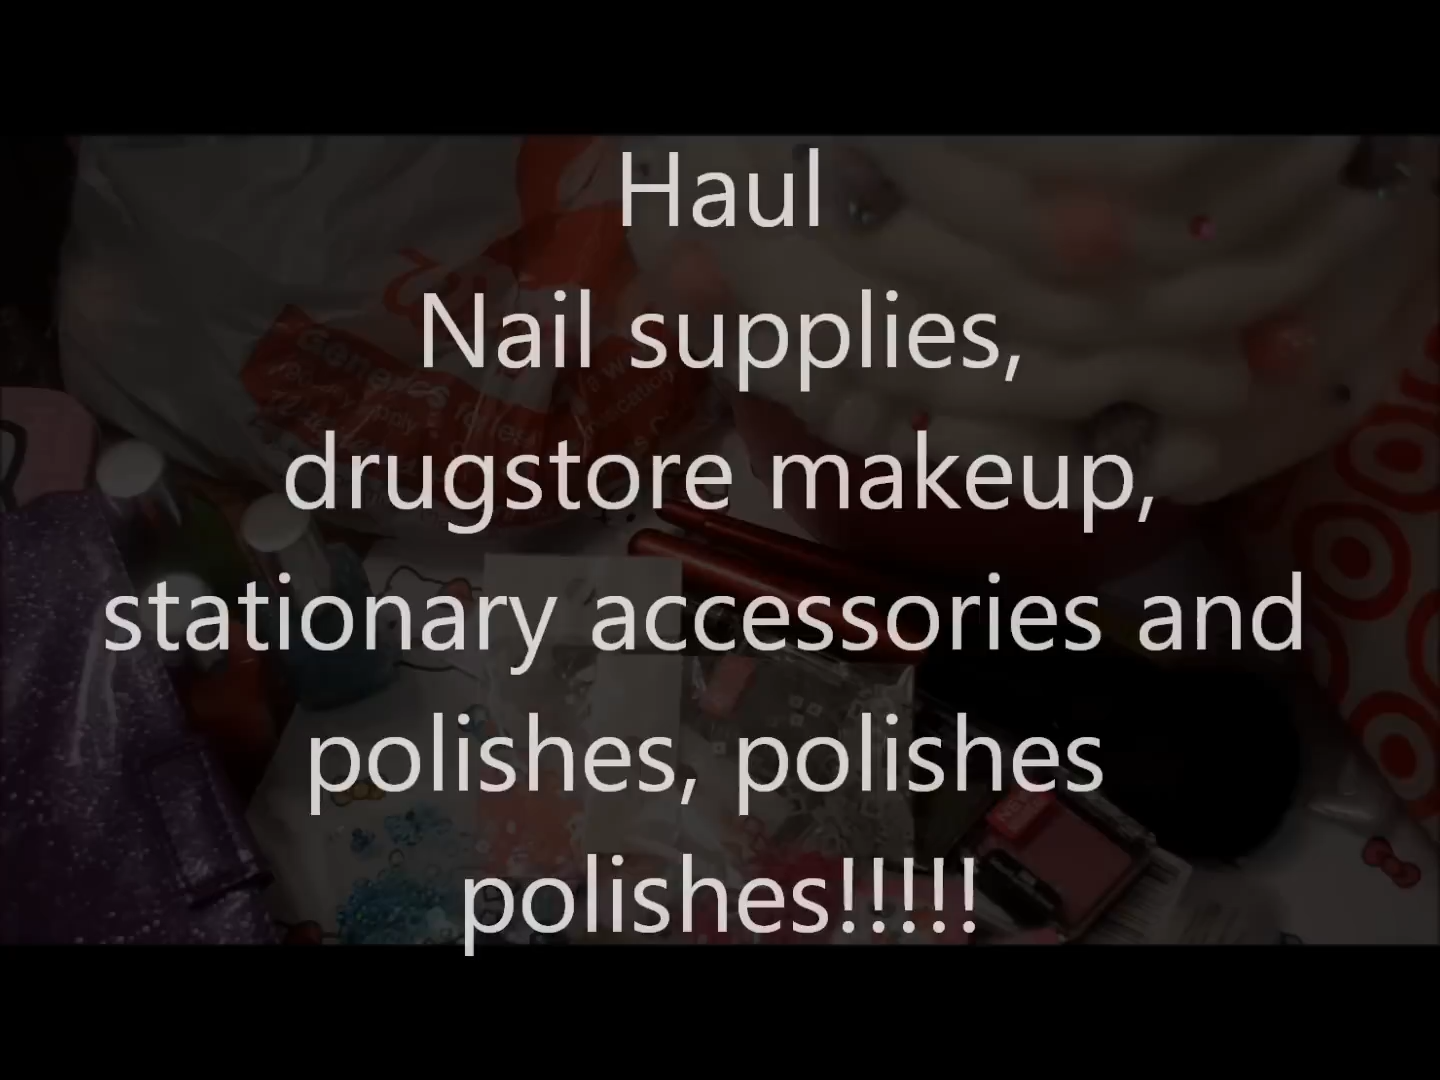 Haul
Nail supplies,
drugstore makeup,
stationary accessories and
polishes, polishes
polishes!!!!!